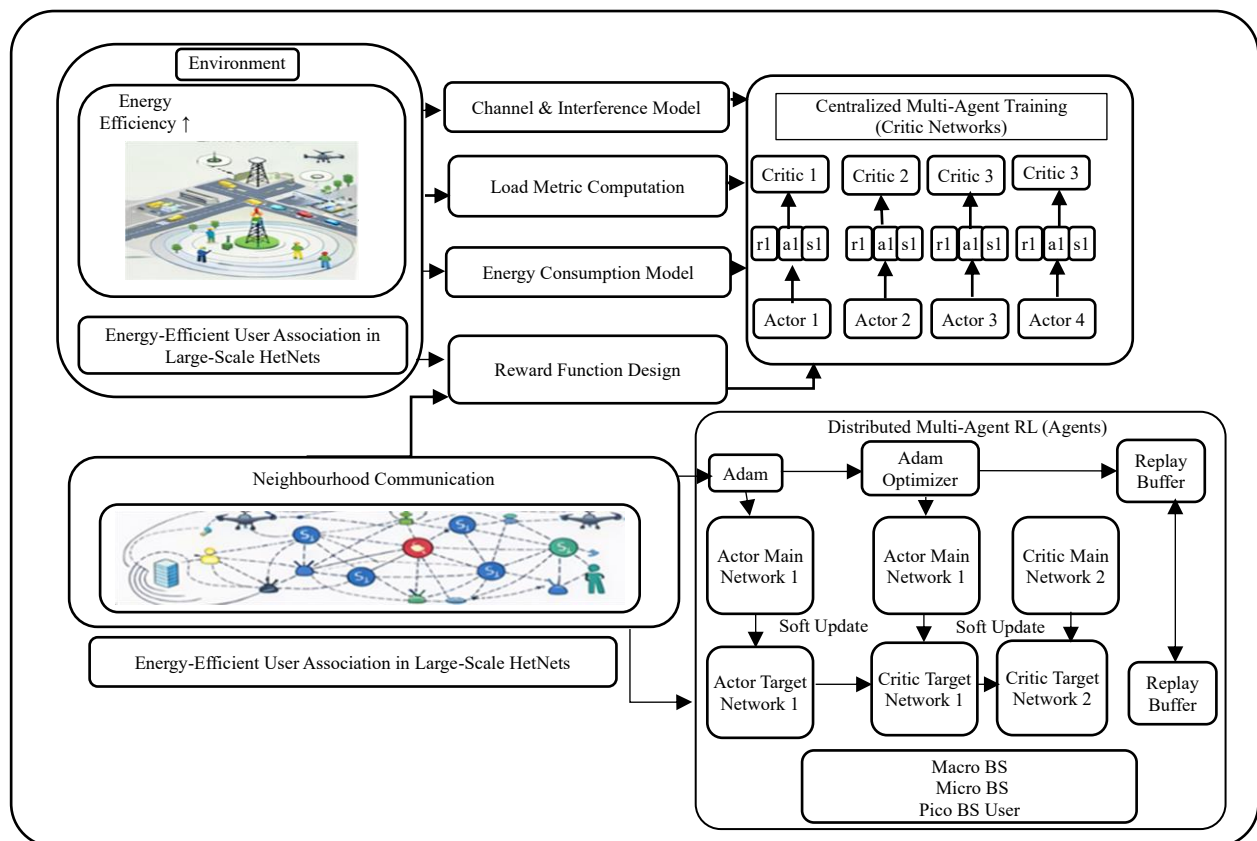 Environment
Energy
Efficiency ↑
Energy-Efficient User Association in
Large-Scale HetNets
Channel & Interference Model
Load Metric Computation
Energy Consumption Model
Reward Function Design
Centralized Multi-Agent Training
(Critic Networks)
Critic 1
Critic 2
Critic 3
Critic 3
r1 a1 s1
r1 a1 s1
r1 a1 s1
r1 a1 s1
Actor 1
Actor 2
Actor 3
Actor 4
Neighbourhood Communication
Energy-Efficient User Association in Large-Scale HetNets
Distributed Multi-Agent RL (Agents)
Adam
Adam
Optimizer
Replay
Buffer
Actor Main
Network 1
Actor Main
Network 1
Critic Main
Network 2
Soft Update
Soft Update
Actor Target
Network 1
Critic Target
Network 1
Critic Target
Network 2
Replay
Buffer
Macro BS
Micro BS
Pico BS User